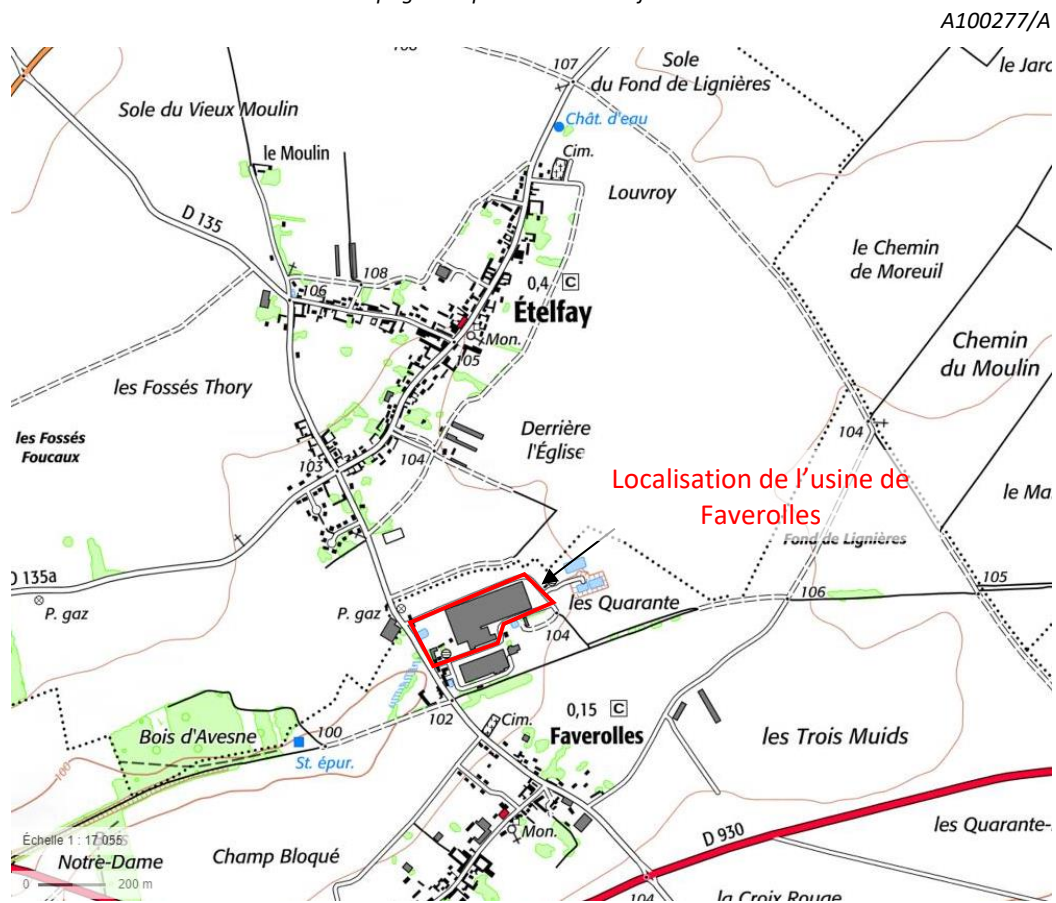 A100277/A
107
Sole
du Fond de Lignières
le Jarc
Sole du Vieux Moulin
Chât. d'eau
le Moulin
Cim.
Louvroy
D 135
le Chemin
de Moreuil
108
0,4 C
106
Ételfay
Mon.
Chemin
du Moulin
105
les Fossés Thory
Derrière
l'Église
104
les Fossés
Foucaux
103
104
Localisation de l'usine de
Faverolles
le Ma
Fond de Lignières
D 135a
105
P. gaz
P. gaz
les Quarante
106
104
102
0,15 C
Bois d'Avesne
100
Cim.
Faverolles
les Trois Muids
St. épur.
100
D 930
Échelle 1 : 17 055
les Quarante-
Notre-Dame
Champ Bloqué
Mon.
0 200 m
104
la Croix Rouge